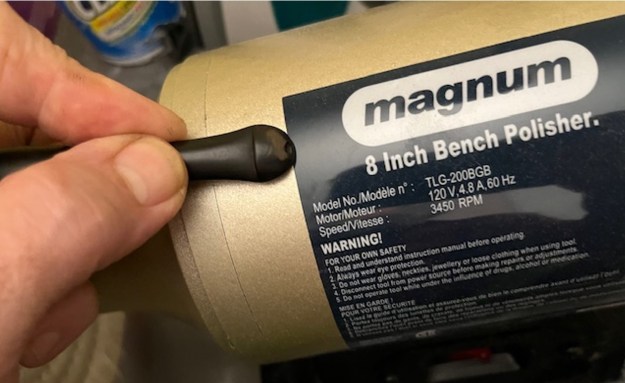 magnum
8 Inch Bench Polisher.
Model No./Modèle n° : TLG-200BGB
Motor/Moteur : 120 V, 4.8 A, 60 Hz
Speed/Vitesse : 3450 RPM
WARNING!
FOR YOUR OWN SAFETY
1. Read and understand instruction manual before operating
2. Always wear eye protection.
3. Do not wear gloves, neckties, jewellery or loose clothing when using tool
4. Disconnect tool from power source before making repairs or adjustments
5. Do not operate tool while under the influence of drugs, alcohol or medication
MISE EN GARDE !
POUR VOTRE SÉCURITÉ